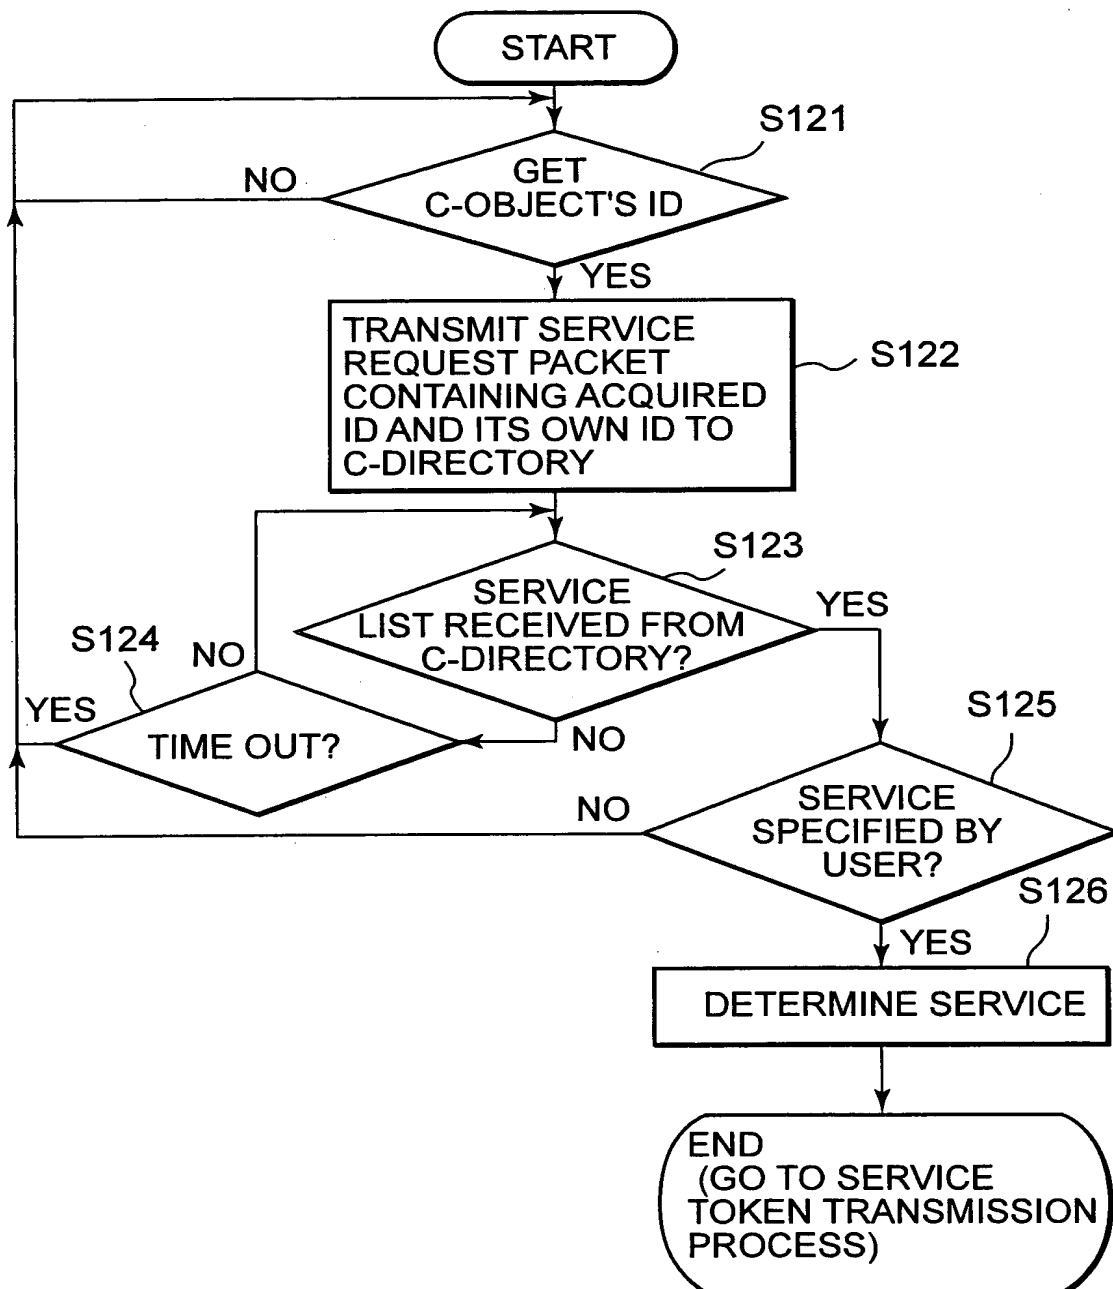 START
S121
GET
C-OBJECT'S ID
NO
YES
TRANSMIT SERVICE
REQUEST PACKET
CONTAINING ACQUIRED
ID AND ITS OWN ID TO
C-DIRECTORY
S122
S123
SERVICE
LIST RECEIVED FROM
C-DIRECTORY?
YES
S124
NO
YES
TIME OUT?
NO
S125
NO
SERVICE
SPECIFIED BY
USER?
S126
YES
DETERMINE SERVICE
END
(GO TO SERVICE
TOKEN TRANSMISSION
PROCESS)